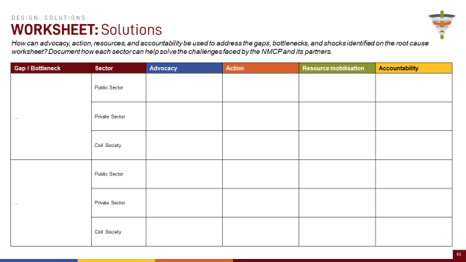 DESIGN: SOLUTIONS
WORKSHEET: Solutions
How can advocacy, action, resources, and accountability be used to address the gaps, bottlenecks, and shocks identified on the root cause
worksheet? Document how each sector can help solve the challenges faced by the NMCP and its partners.
Gap / Bottleneck Sector Advocacy Action Resource mobilisation Accountability
Public Sector
... Private Sector
Civil Society
Public Sector
... Private Sector
Civil Society